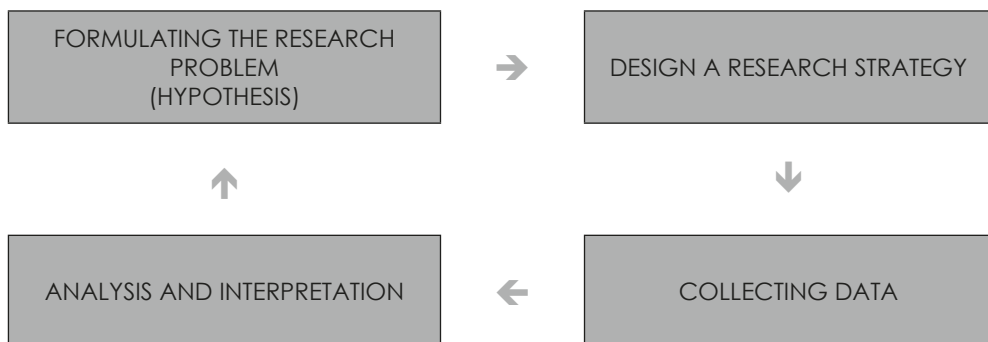 FORMULATING THE RESEARCH
PROBLEM
(HYPOTHESIS)
DESIGN A RESEARCH STRATEGY
ANALYSIS AND INTERPRETATION
COLLECTING DATA